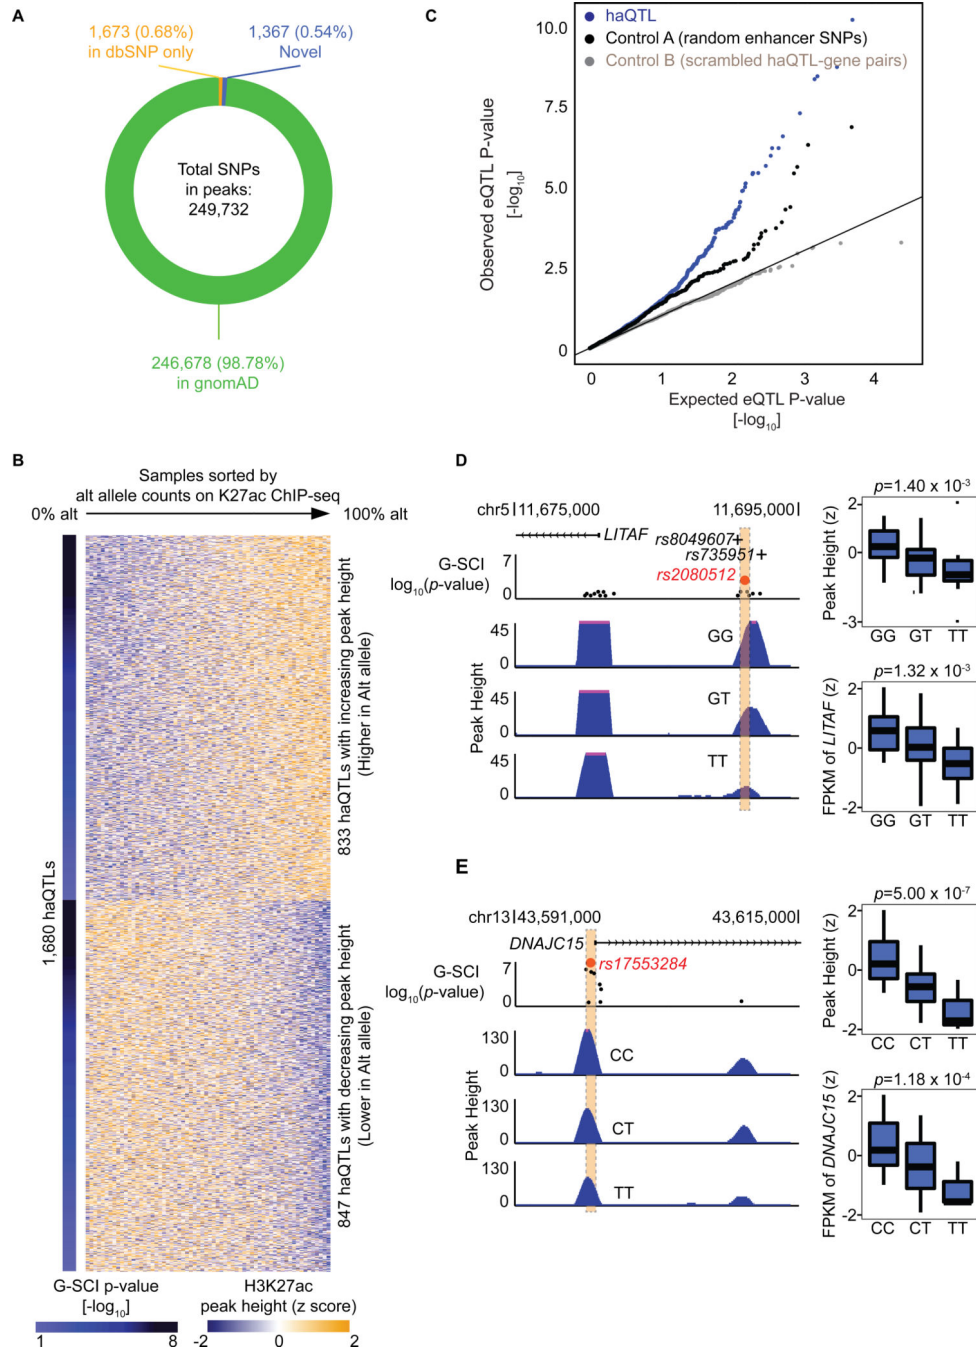 A
1,673 (0.68%)
in dbSNP only
1,367 (0.54%)
Novel
Total SNPs
in peaks:
249,732
246,678 (98.78%)
in gnomAD
C
haQTL
Control A (random enhancer SNPs)
Control B (scrambled haQTL-gene pairs)
Observed eQTL P-value
[-log10]
10.0
7.5
5.0
2.5
0
0 1 2 3 4
Expected eQTL P-value
[-log10]
B
Samples sorted by
alt allele counts on K27ac ChIP-seq
0% alt
100% alt
1,680 haQTLs
833 haQTLs with increasing peak height
(Higher in Alt allele)
847 haQTLs with decreasing peak height
(Lower in Alt allele)
G-SCI p-value
[-log10]
1 8
H3K27ac
peak height (z score)
-2 0 2
D
chr5 11,675,000 11,695,000
LITAF
rs8049607
rs735951
rs2080512
G-SCI
log10(p-value)
7
0
Peak Height
45
0
GG
45
0
GT
45
0
TT
p=1.40 x 10-3
Peak Height (z)
2
0
-3
GG GT TT
p=1.32 x 10-3
FPKM of LITAF (z)
2
0
-2
GG GT TT
E
chr13 43,591,000 43,615,000
DNAJC15
rs17553284
G-SCI
log10(p-value)
7
0
Peak Height
130
0
CC
130
0
CT
130
0
TT
p=5.00 x 10-7
Peak Height (z)
2
0
-2
CC CT TT
p=1.18 x 10-4
FPKM of DNAJC15 (z)
2
0
-2
CC CT TT